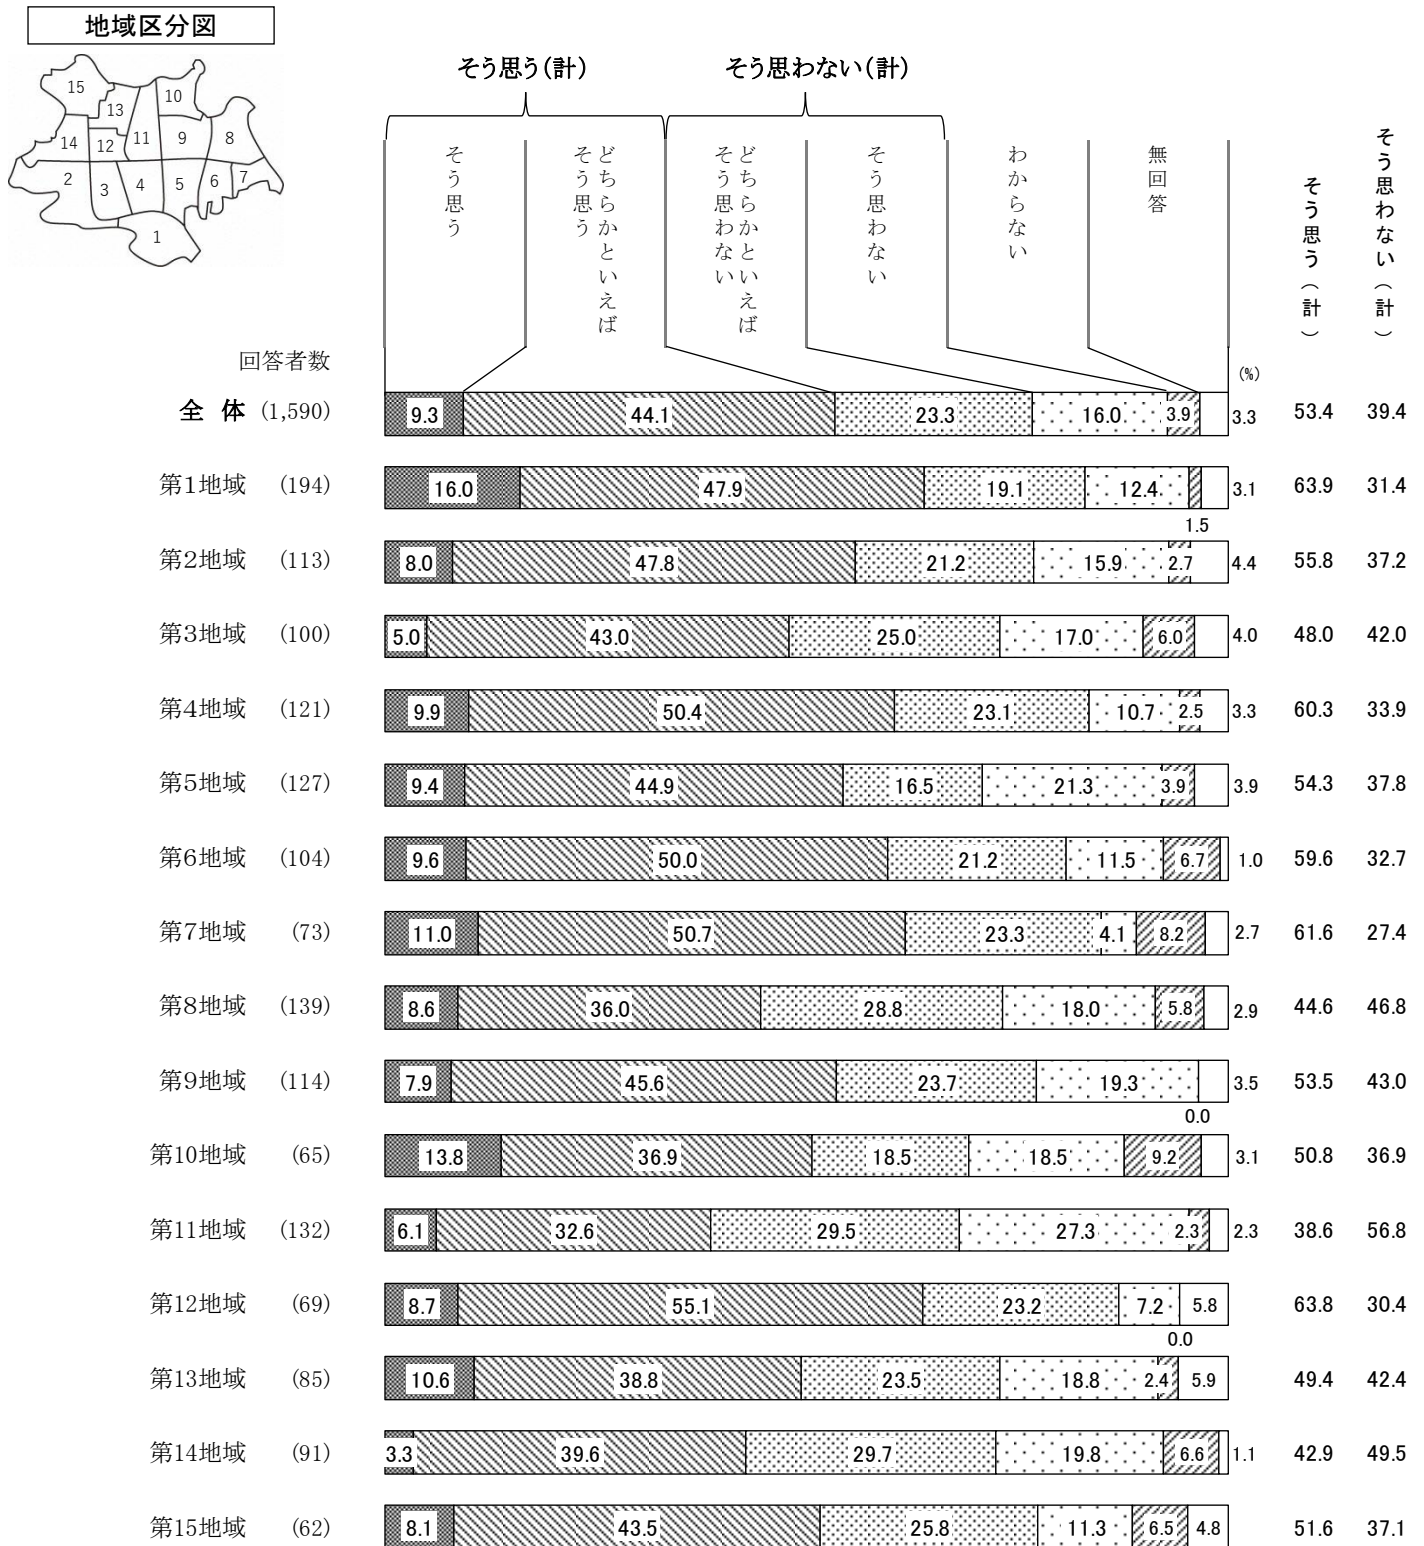 地域区分図
15
10
13
14
12
11
9
8
2
3
4
5
6
7
1
そう思う(計)
そう思わない(計)
そう思う
どちらかといえば
そう思う
どちらかといえば
そう思わない
そう思わない
わからない
無回答
そう思う(計)
そう思わない(計)
回答者数
(%)
全 体 (1,590) 9.3 44.1 23.3 16.0 3.9 3.3 53.4 39.4
第1地域 (194) 16.0 47.9 19.1 12.4 3.1 63.9 31.4
1.5
第2地域 (113) 8.0 47.8 21.2 15.9 2.7 4.4 55.8 37.2
第3地域 (100) 5.0 43.0 25.0 17.0 6.0 4.0 48.0 42.0
第4地域 (121) 9.9 50.4 23.1 10.7 2.5 3.3 60.3 33.9
第5地域 (127) 9.4 44.9 16.5 21.3 3.9 3.9 54.3 37.8
第6地域 (104) 9.6 50.0 21.2 11.5 6.7 1.0 59.6 32.7
第7地域 (73) 11.0 50.7 23.3 4.1 8.2 2.7 61.6 27.4
第8地域 (139) 8.6 36.0 28.8 18.0 5.8 2.9 44.6 46.8
第9地域 (114) 7.9 45.6 23.7 19.3 3.5 53.5 43.0
0.0
第10地域 (65) 13.8 36.9 18.5 18.5 9.2 3.1 50.8 36.9
第11地域 (132) 6.1 32.6 29.5 27.3 2.3 2.3 38.6 56.8
第12地域 (69) 8.7 55.1 23.2 7.2 5.8 63.8 30.4
0.0
第13地域 (85) 10.6 38.8 23.5 18.8 2.4 5.9 49.4 42.4
第14地域 (91) 3.3 39.6 29.7 19.8 6.6 1.1 42.9 49.5
第15地域 (62) 8.1 43.5 25.8 11.3 6.5 4.8 51.6 37.1